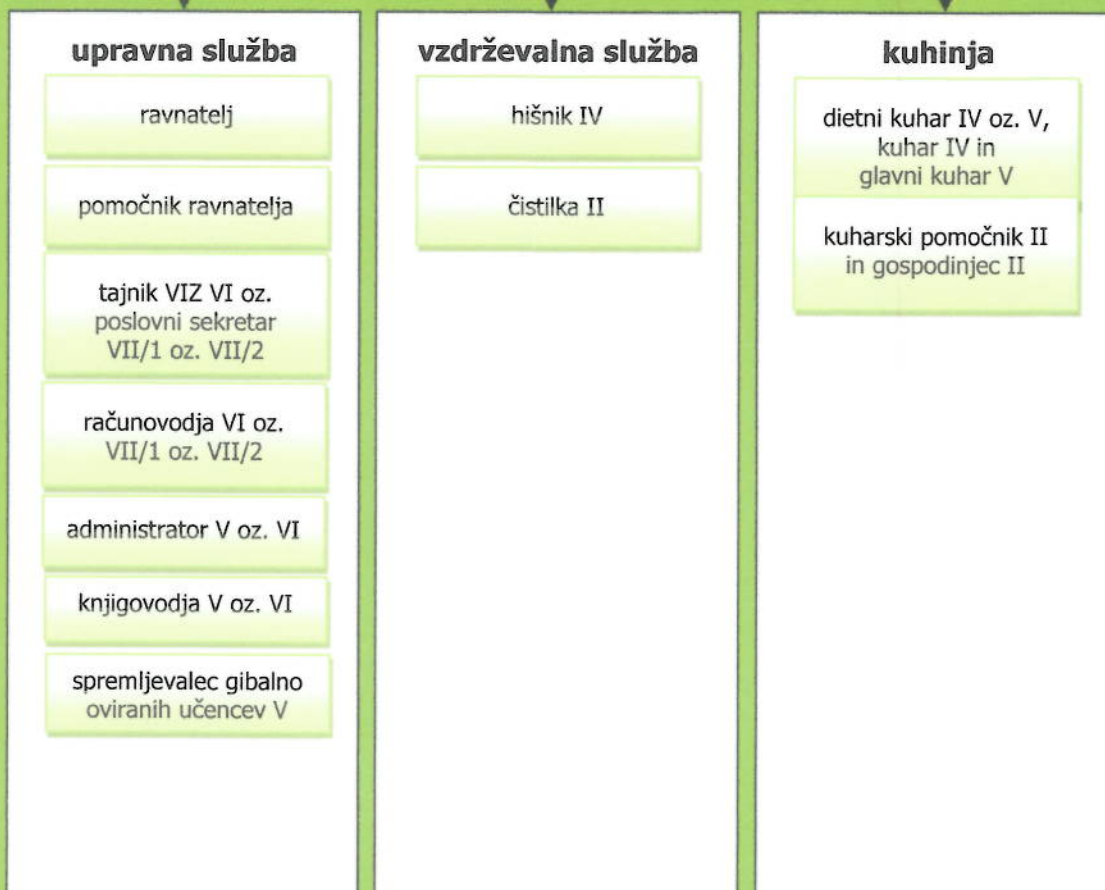 upravna služba
ravnatelj
pomočnik ravnatelja
tajnik VIZ VI oz.
poslovni sekretar
VII/1 oz. VII/2
računovodja VI oz.
VII/1 oz. VII/2
administrator V oz. VI
knjigovodja V oz. VI
spremljevalec gibalno
oviranih učencev V
vzdrževalna služba
hišnik IV
čistilka II
kuhinja
dietni kuhar IV oz. V,
kuhar IV in
glavni kuhar V
kuharski pomočnik II
in gospodinjec II